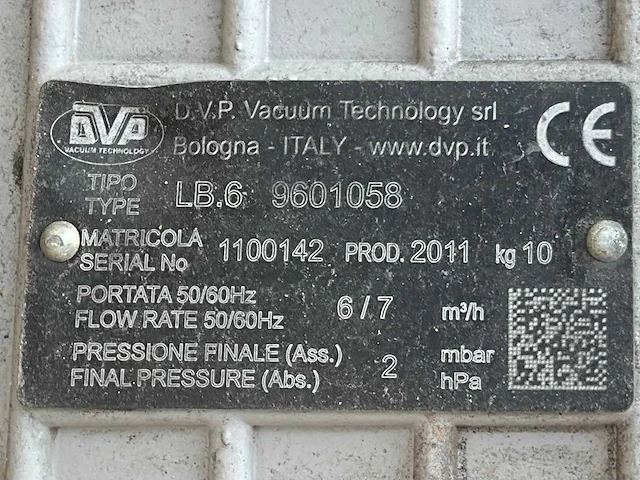 DVP
VACUUM TECHNOLOGY
D.V.P. Vacuum Technology srl
Bologna - ITALY - www.dvp.it
CE
TIPO
TYPE
LB.6 9601058
MATRICOLA
SERIAL No
1100142 PROD. 2011 kg 10
PORTATA 50/60Hz
FLOW RATE 50/60Hz
6 / 7 m³/h
PRESSIONE FINALE (Ass.)
FINAL PRESSURE (Abs.)
2
mbar
hPa